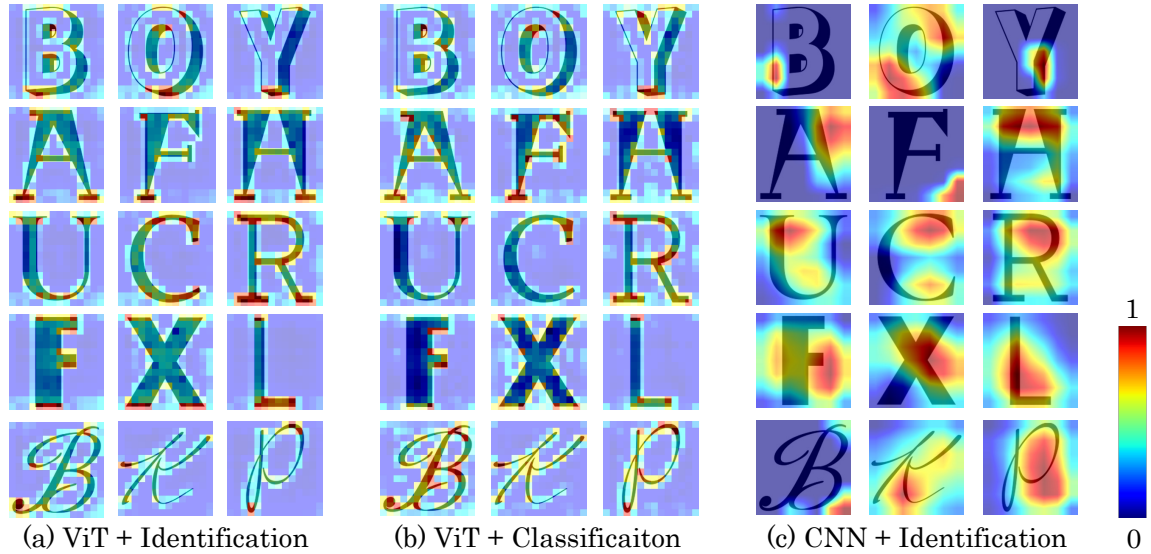 B O Y B O Y B O Y
A F H A F H A F H
U C R U C R U C R
F X L F X L F X L
B K P B K P B K P
1
0
(a) ViT + Identification (b) ViT + Classificaiton (c) CNN + Identification